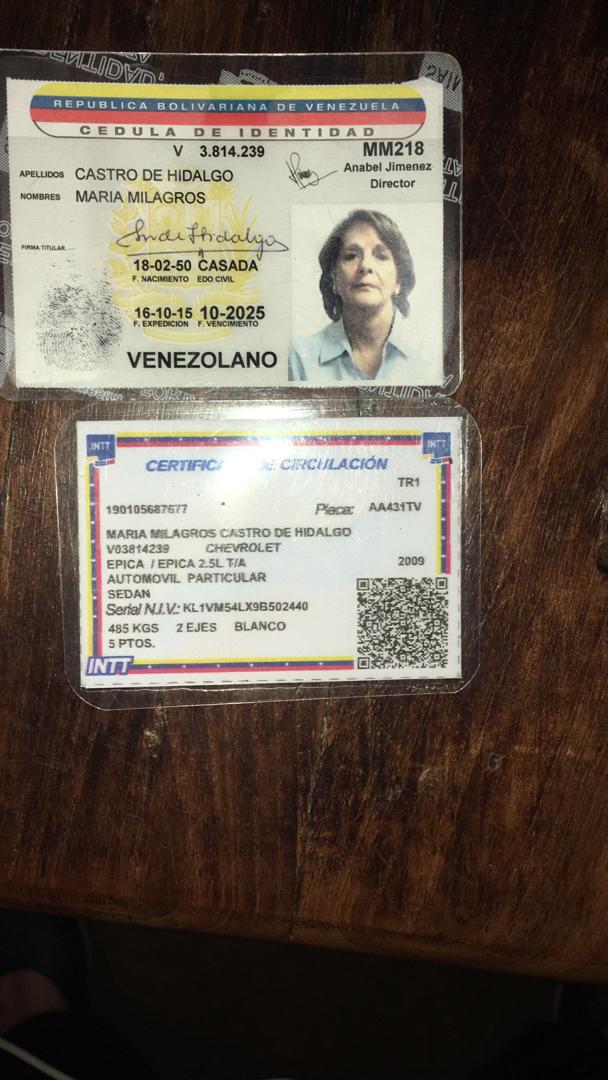 REPUBLICA BOLIVARIANA DE VENEZUELA
CEDULA DE IDENTIDAD
V 3.814.239
MM218
APELLIDOS CASTRO DE HIDALGO
Anabel Jimenez
Director
NOMBRES MARIA MILAGROS
FIRMA TITULAR
18-02-50 CASADA
F. NACIMIENTO EDO CIVIL
16-10-15 10-2025
F. EXPEDICION F. VENCIMIENTO
VENEZOLANO
INTT
INTT
DE CIRCULACIÓN
TR1
190105687677 Placa: AA431TV
MARIA MILAGROS CASTRO DE HIDALGO
V03814239 CHEVROLET
EPICA / EPICA 2.5L T/A 2009
AUTOMOVIL PARTICULAR
SEDAN
Serial N.I.V.: KL1VM54LX9B502440
485 KGS 2 EJES BLANCO
5 PTOS.
INTT